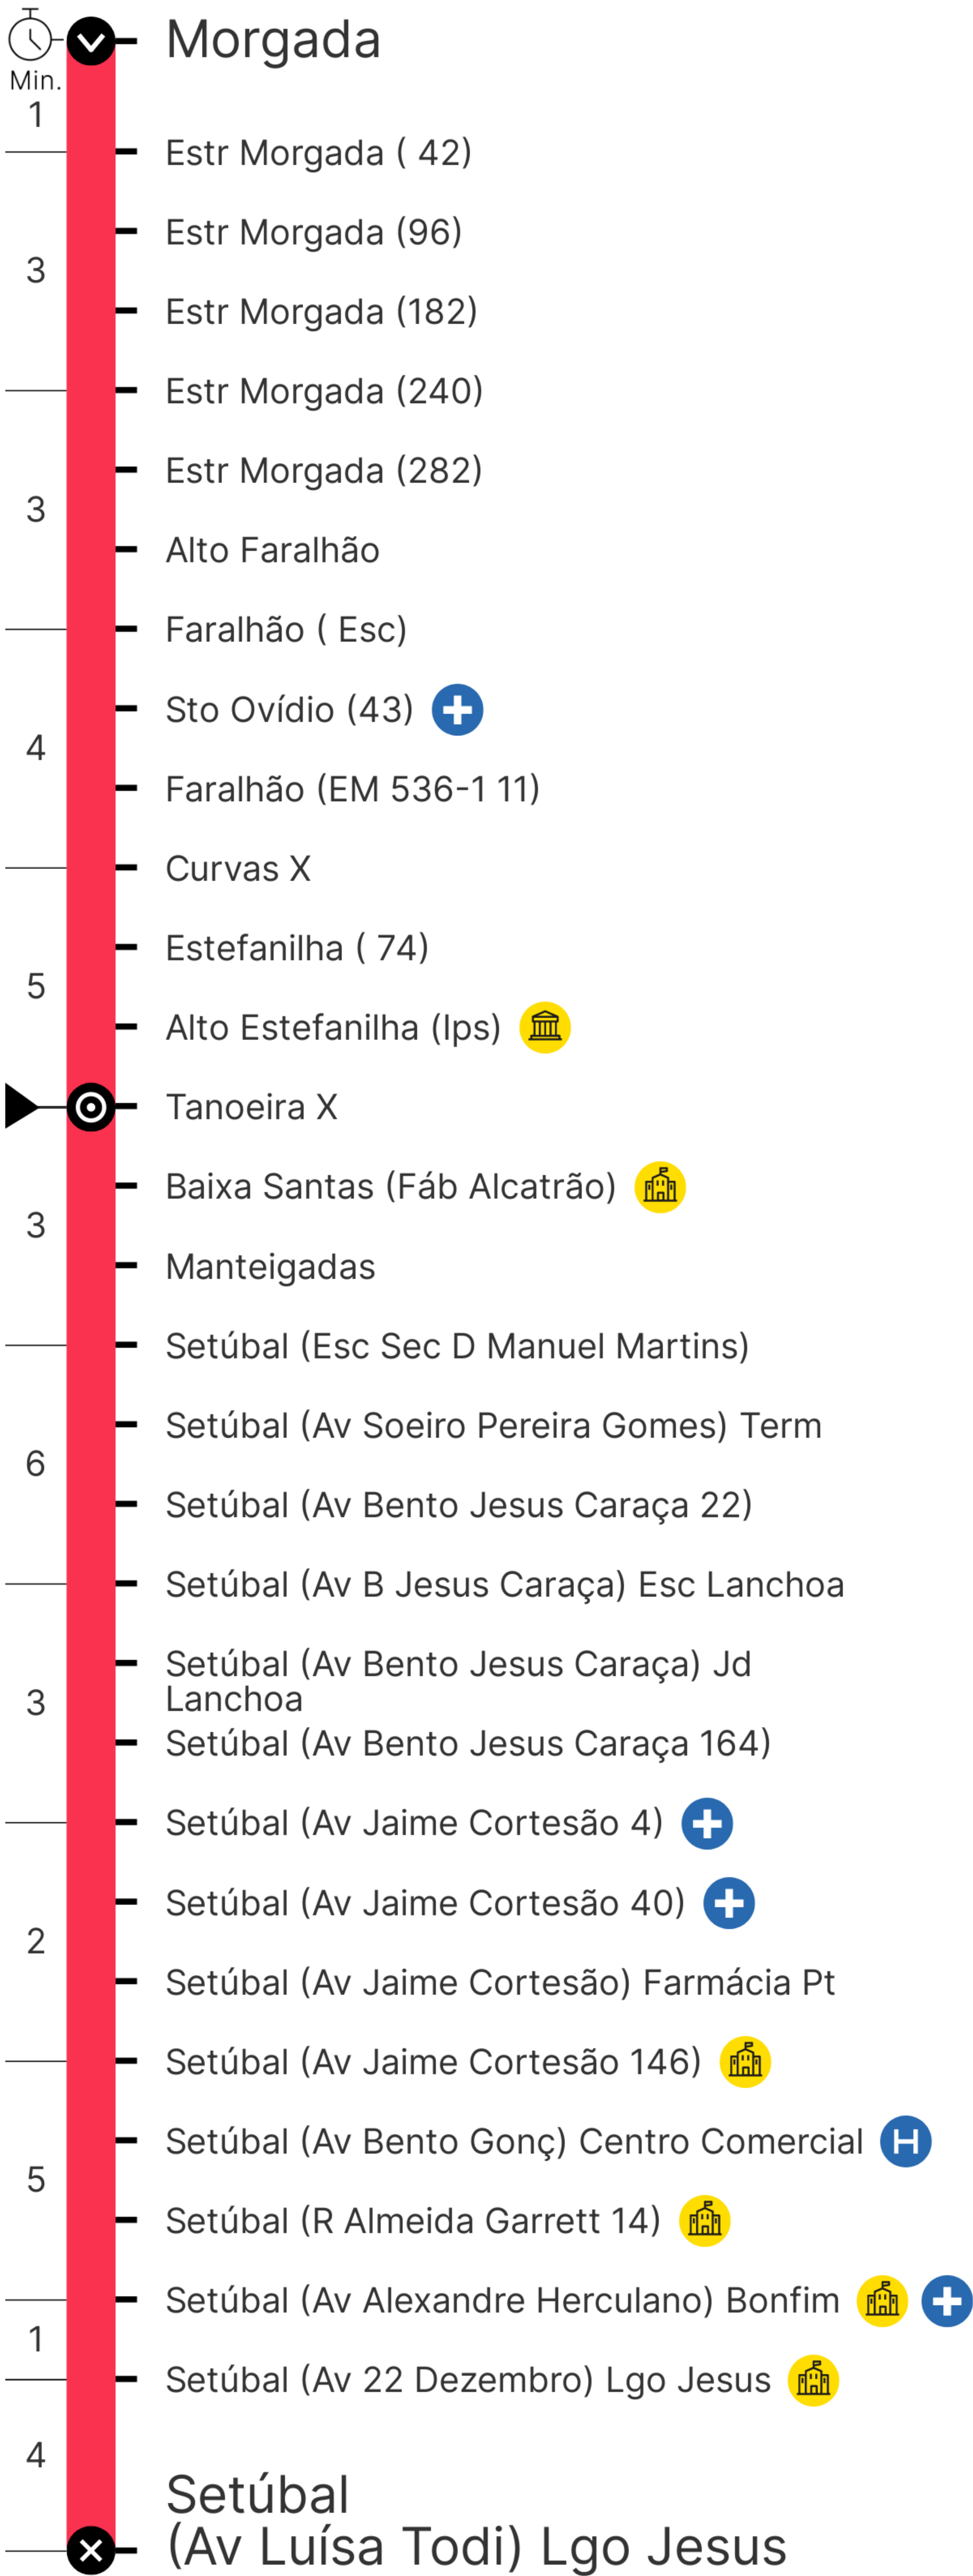 Morgada
Min.
1
Estr Morgada ( 42)
Estr Morgada (96)
3
Estr Morgada (182)
Estr Morgada (240)
Estr Morgada (282)
3
Alto Faralhão
Faralhão ( Esc)
Sto Ovídio (43)
4
Faralhão (EM 536-1 11)
Curvas X
Estefanilha ( 74)
5
Alto Estefanilha (Ips)
Tanoeira X
Baixa Santas (Fáb Alcatrão)
3
Manteigadas
Setúbal (Esc Sec D Manuel Martins)
Setúbal (Av Soeiro Pereira Gomes) Term
6
Setúbal (Av Bento Jesus Caraça 22)
Setúbal (Av B Jesus Caraça) Esc Lanchoa
Setúbal (Av Bento Jesus Caraça) Jd
Lanchoa
3
Setúbal (Av Bento Jesus Caraça 164)
Setúbal (Av Jaime Cortesão 4)
Setúbal (Av Jaime Cortesão 40)
2
Setúbal (Av Jaime Cortesão) Farmácia Pt
Setúbal (Av Jaime Cortesão 146)
Setúbal (Av Bento Gonç) Centro Comercial H
5
Setúbal (R Almeida Garrett 14)
Setúbal (Av Alexandre Herculano) Bonfim
1
Setúbal (Av 22 Dezembro) Lgo Jesus
4
Setúbal
(Av Luísa Todi) Lgo Jesus